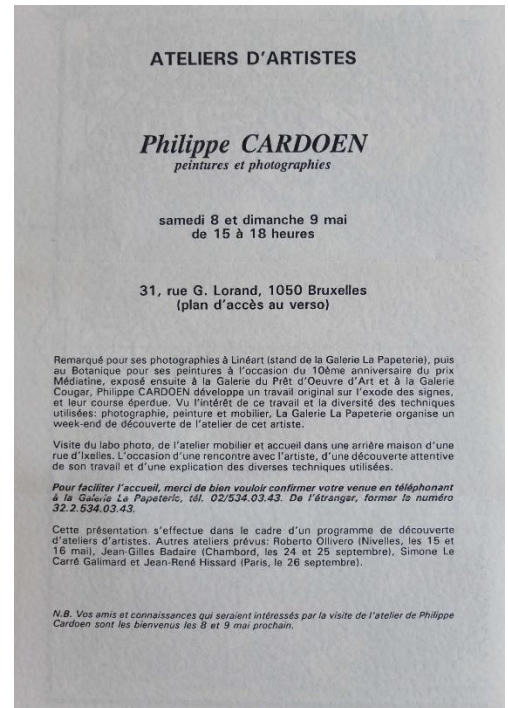 ATELIERS D'ARTISTES
Philippe CARDOEN
peintures et photographies
samedi 8 et dimanche 9 mai
de 15 à 18 heures
31, rue G. Lorand, 1050 Bruxelles
(plan d'accès au verso)
Remarqué pour ses photographies à Linéart (stand de la Galerie La Papeterie), puis
au Botanique pour ses peintures à l'occasion du 10ème anniversaire du prix
Médiatine, exposé ensuite à la Galerie du Prêt d'Oeuvre d'Art et à la Galerie
Cougar, Philippe CARDOEN développe un travail original sur l'exode des signes,
et leur course éperdue. Vu l'intérêt de ce travail et la diversité des techniques
utilisées: photographie, peinture et mobilier, La Galerie La Papeterie organise un
week-end de découverte de l'atelier de cet artiste.
Visite du labo photo, de l'atelier mobilier et accueil dans une arrière maison d'une
rue d'Ixelles. L'occasion d'une rencontre avec l'artiste, d'une découverte attentive
de son travail et d'une explication des diverses techniques utilisées.
Pour faciliter l'accueil, merci de bien vouloir confirmer votre venue en téléphonant
à la Galerie La Papeterie, tél. 02/534.03.43. De l'étranger, former le numéro
32.2.534.03.43.
Cette présentation s'effectue dans le cadre d'un programme de découverte
d'ateliers d'artistes. Autres ateliers prévus: Roberto Ollivero (Nivelles, les 15 et
16 mai), Jean-Gilles Badaire (Chambord, les 24 et 25 septembre), Simone Le
Carré Galimard et Jean-René Hissard (Paris, le 26 septembre).
N.B. Vos amis et connaissances qui seraient intéressés par la visite de l'atelier de Philippe
Cardoen sont les bienvenus les 8 et 9 mai prochain.